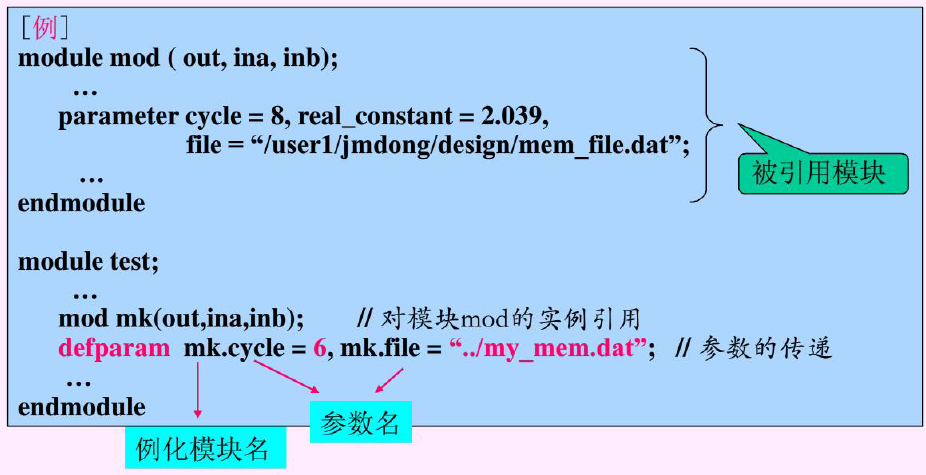 [例]
module mod ( out, ina, inb);
…
parameter cycle = 8, real_constant = 2.039,
file = “/user1/jmdong/design/mem_file.dat”;
…
endmodule
被引用模块
module test;
…
mod mk(out,ina,inb); // 对模块mod的实例引用
defparam mk.cycle = 6, mk.file = “../my_mem.dat”; // 参数的传递
…
endmodule
参数名
例化模块名